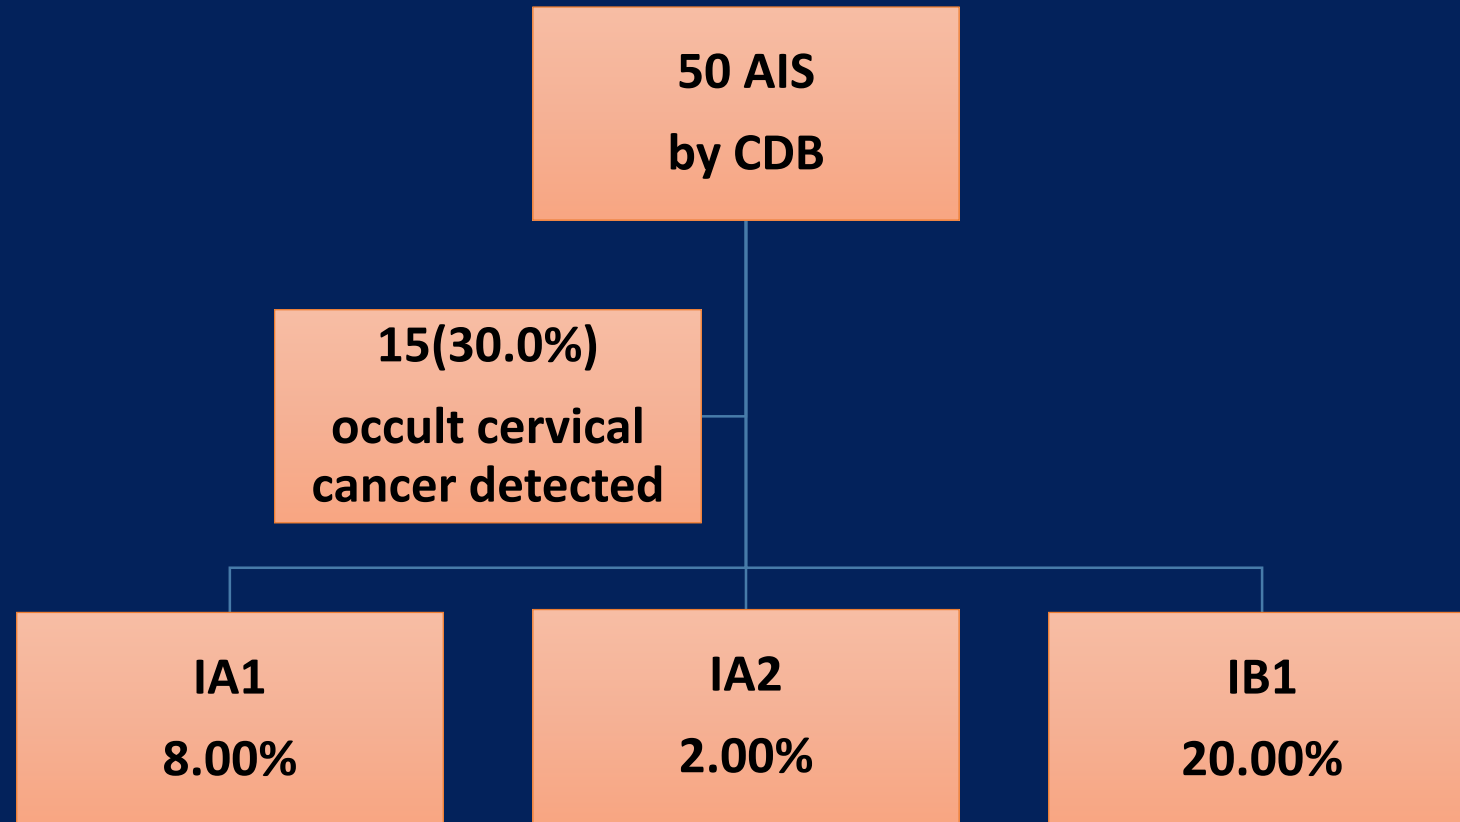 50 AIS
by CDB
15(30.0%)
occult cervical
cancer detected
IA1
8.00%
IA2
2.00%
IB1
20.00%